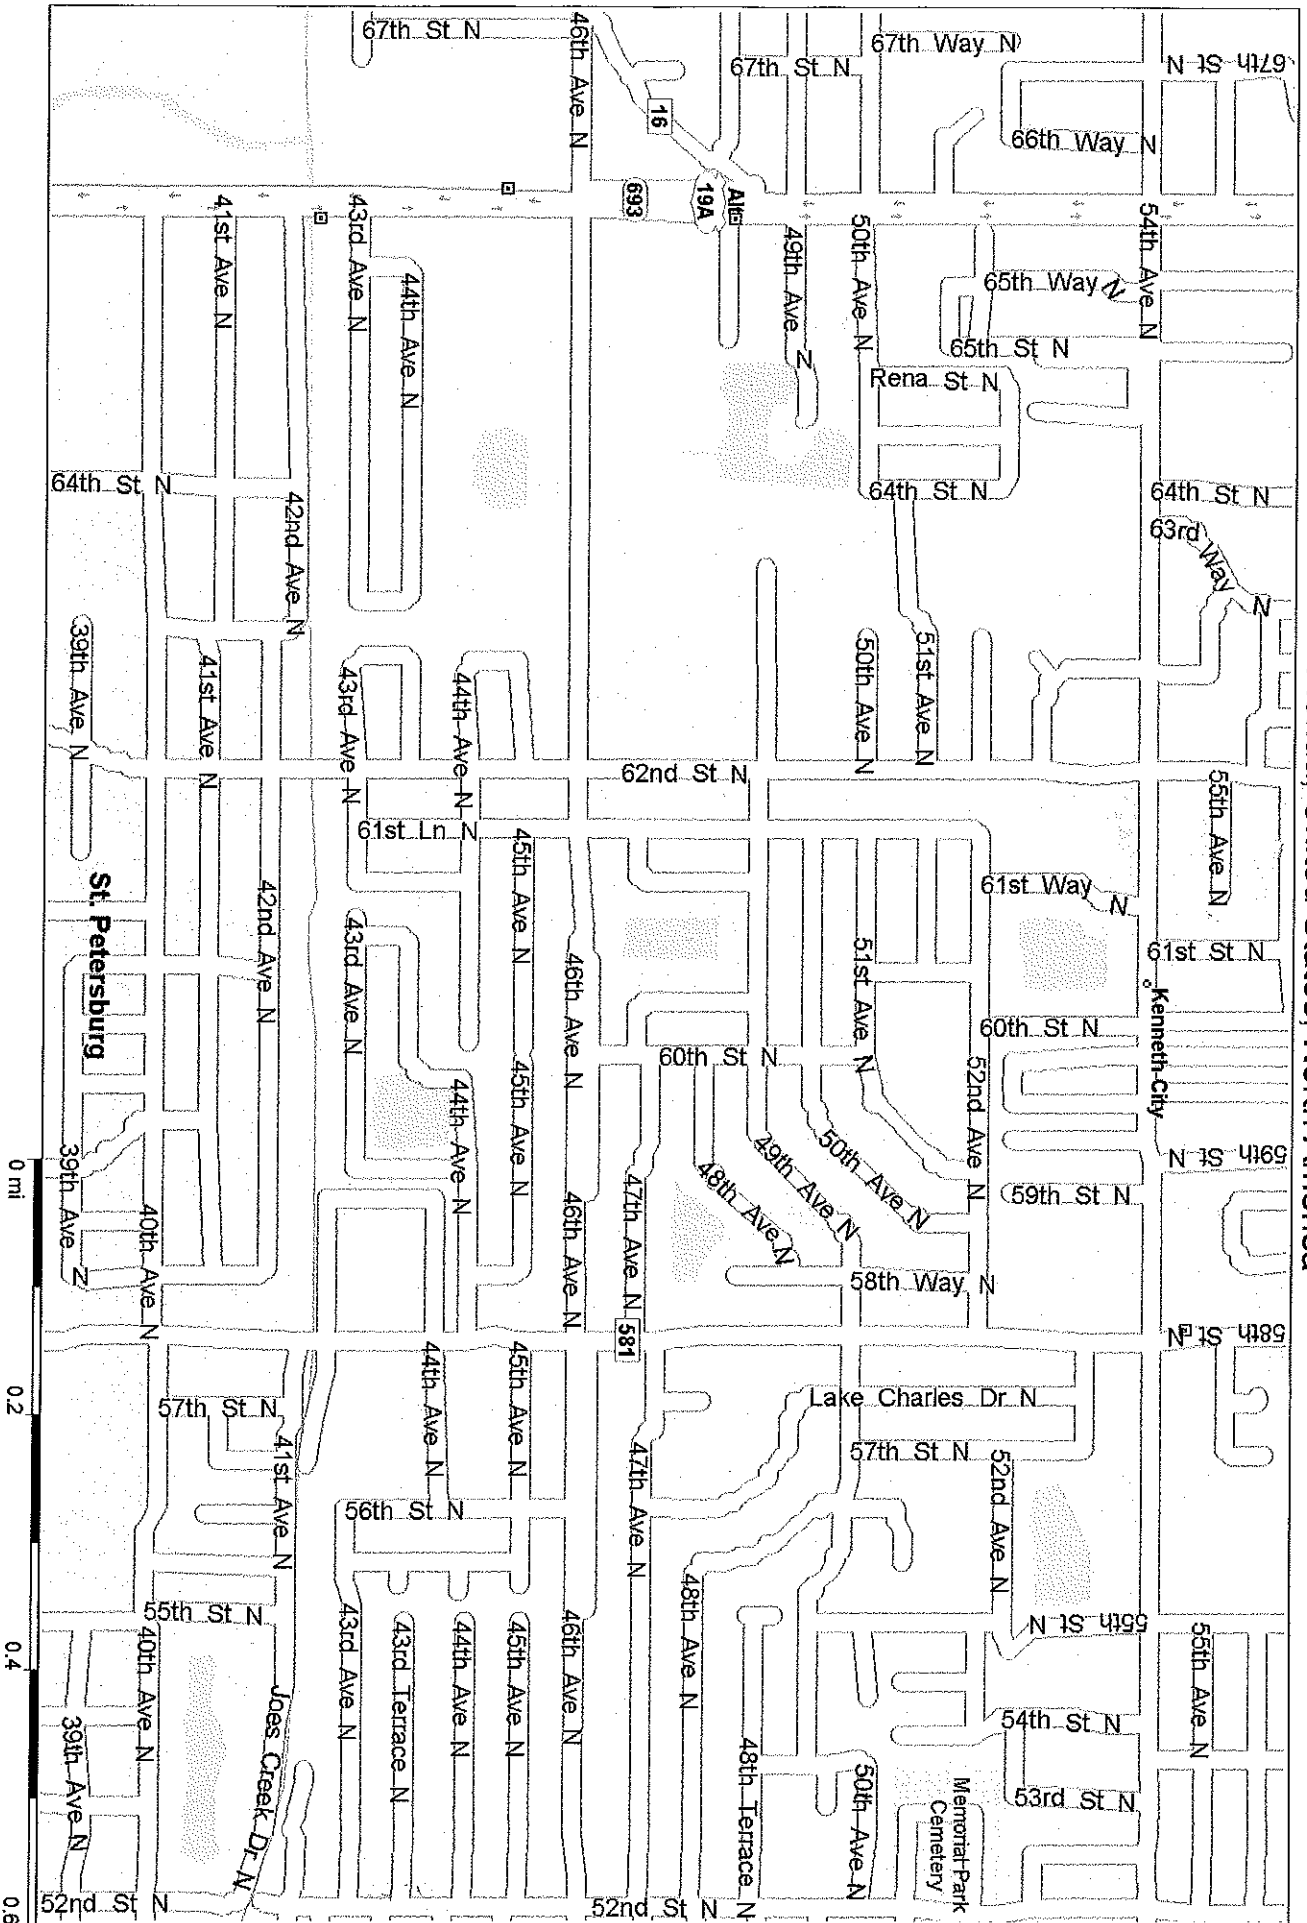 67th St N
46th Ave N
67th St N
67th Way N
67th St N
16
66th Way N
693
19A
Alt
41st Ave N
43rd Ave N
44th Ave N
49th Ave N
50th Ave N
54th Ave N
65th Way N
65th St N
Rena St N
64th St N
42nd Ave N
64th St N
64th St N
63rd Way N
39th Ave N
41st Ave N
43rd Ave N
44th Ave N
50th Ave N
51st Ave N
62nd St N
55th Ave N
61st Ln N
45th Ave N
61st Way N
61st St N
St. Petersburg
42nd Ave N
43rd Ave N
46th Ave N
51st Ave N
Kenneth City
60th St N
60th St N
52nd Ave N
44th Ave N
45th Ave N
39th Ave N
40th Ave N
46th Ave N
47th Ave N
48th Ave N
49th Ave N
50th Ave N
59th St N
59th St N
58th Way N
58th St N
581
57th St N
41st Ave N
44th Ave N
45th Ave N
47th Ave N
Lake Charles Dr N
57th St N
52nd Ave N
56th St N
55th St N
40th Ave N
39th Ave N
Joes Creek Dr N
43rd Ave N
43rd Terrace N
44th Ave N
45th Ave N
46th Ave N
48th Ave N
48th Terrace N
50th Ave N
55th St N
55th Ave N
54th St N
53rd St N
Memorial Park
Cemetery
52nd St N
52nd St N
0 mi
0.2
0.4
0.6